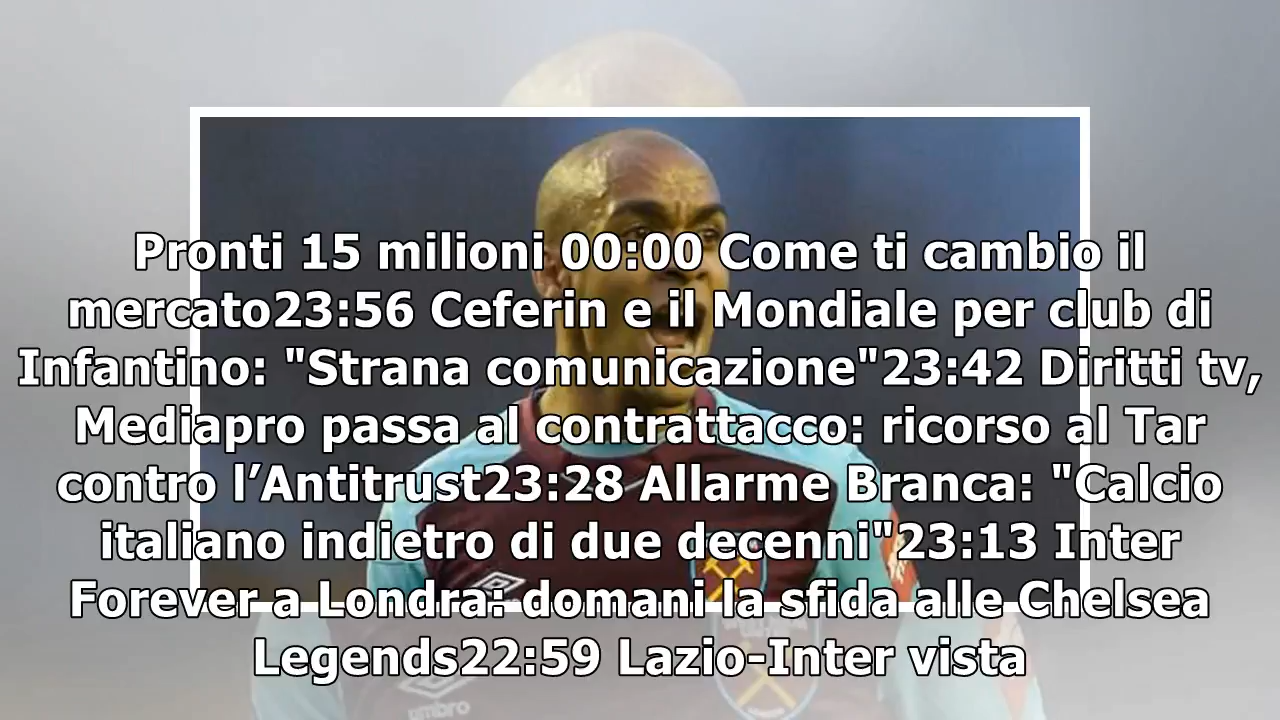 Pronti 15 milioni 00:00 Come ti cambio il
mercato23:56 Ceferin e il Mondiale per club di
Infantino: "Strana comunicazione"23:42 Diritti tv,
Mediapro passa al contrattacco: ricorso al Tar
contro l’Antitrust23:28 Allarme Branca: "Calcio
italiano indietro di due decenni"23:13 Inter
Forever a Londra: domani la sfida alle Chelsea
Legends22:59 Lazio-Inter vista
umbro